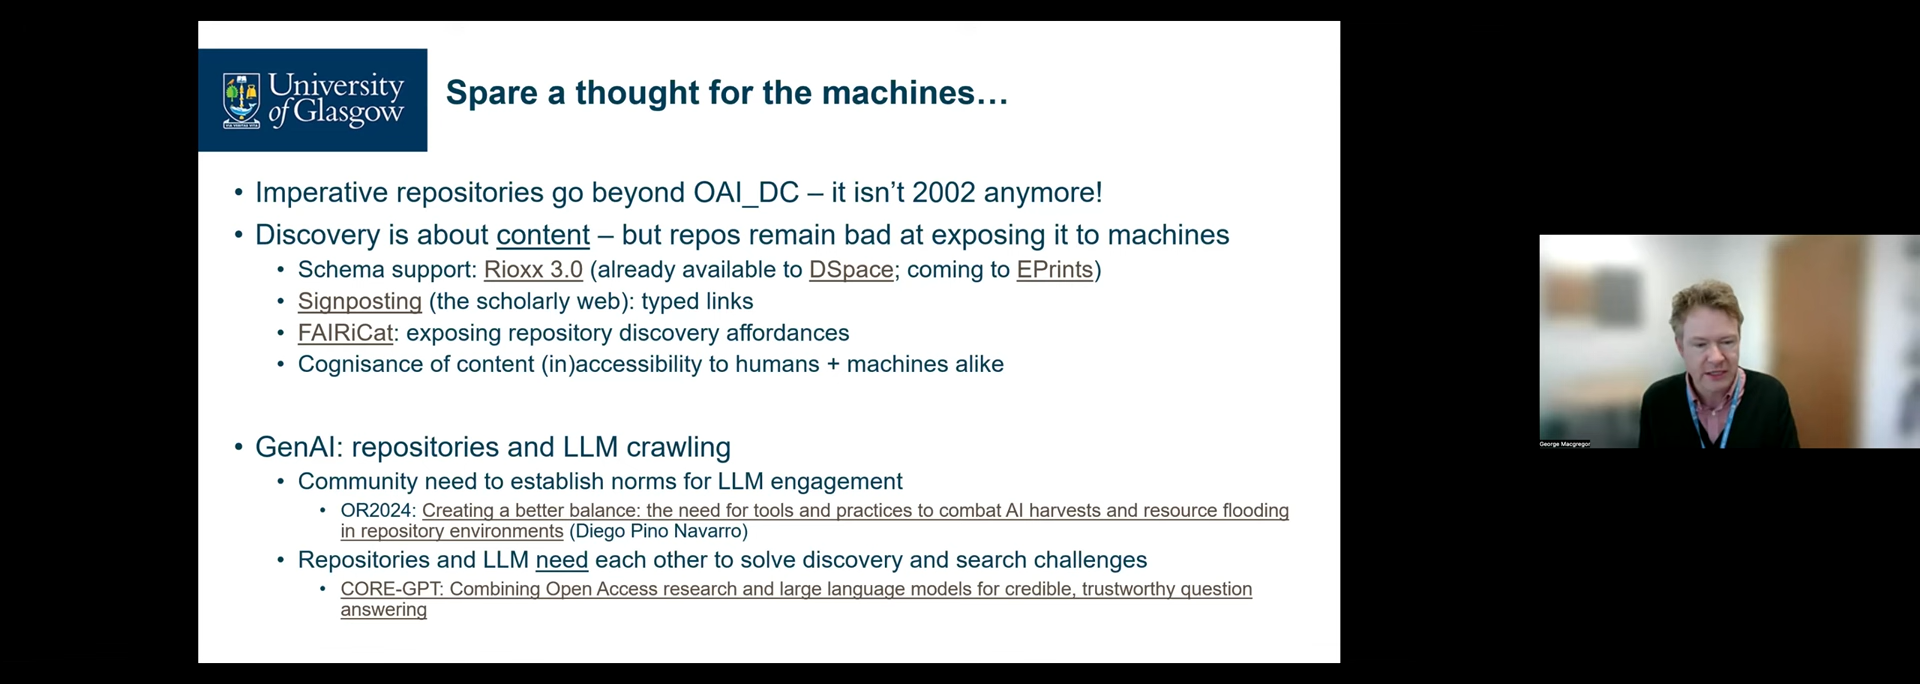 University
of Glasgow
Spare a thought for the machines…
• Imperative repositories go beyond OAI_DC – it isn’t 2002 anymore!
• Discovery is about content – but repos remain bad at exposing it to machines
• Schema support: Rioxx 3.0 (already available to DSpace; coming to EPrints)
• Signposting (the scholarly web): typed links
• FAIRiCat: exposing repository discovery affordances
• Cognisance of content (in)accessibility to humans + machines alike
• GenAI: repositories and LLM crawling
• Community need to establish norms for LLM engagement
• OR2024: Creating a better balance: the need for tools and practices to combat AI harvests and resource flooding
in repository environments (Diego Pino Navarro)
• Repositories and LLM need each other to solve discovery and search challenges
• CORE-GPT: Combining Open Access research and large language models for credible, trustworthy question
answering
George Macgregor